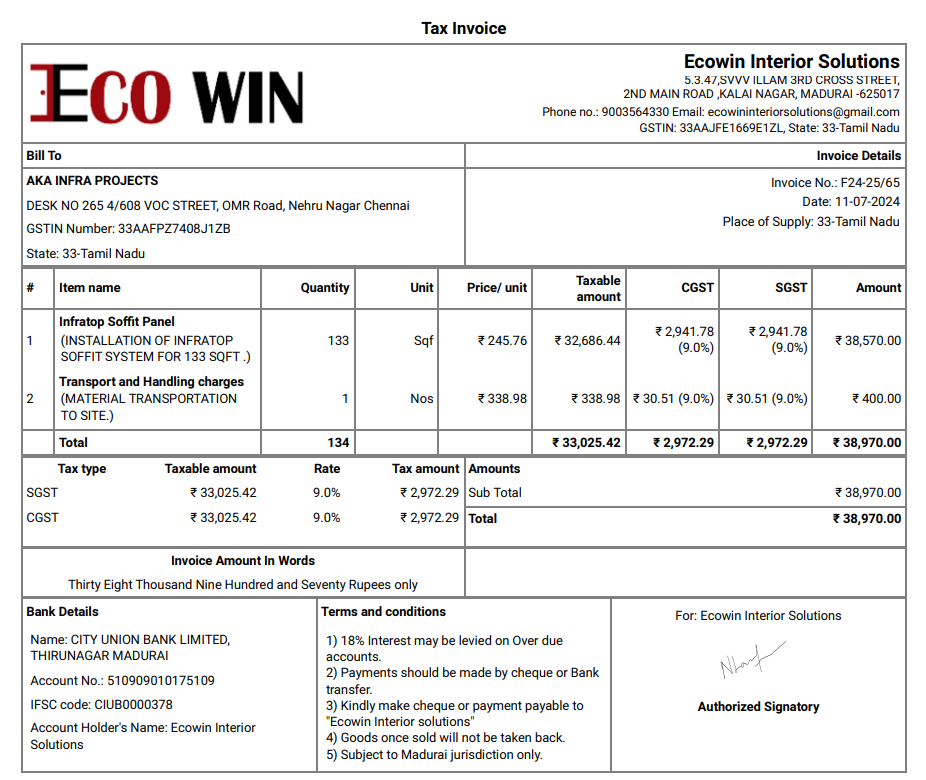 Tax Invoice
ECO WIN
Ecowin Interior Solutions
5.3.47,SVVV ILLAM 3RD CROSS STREET,
2ND MAIN ROAD ,KALAI NAGAR, MADURAI -625017
Phone no.: 9003564330 Email: ecowininteriorsolutions@gmail.com
GSTIN: 33AAJFE1669E1ZL, State: 33-Tamil Nadu
Bill To
AKA INFRA PROJECTS
DESK NO 265 4/608 VOC STREET, OMR Road, Nehru Nagar Chennai
GSTIN Number: 33AAFPZ7408J1ZB
State: 33-Tamil Nadu
Invoice Details
Invoice No.: F24-25/65
Date: 11-07-2024
Place of Supply: 33-Tamil Nadu
# Item name Quantity Unit Price/ unit Taxable amount CGST SGST Amount
1 Infratop Soffit Panel
(INSTALLATION OF INFRATOP
SOFFIT SYSTEM FOR 133 SQFT .)
133 Sqf ₹ 245.76 ₹ 32,686.44 ₹ 2,941.78 (9.0%) ₹ 2,941.78 (9.0%) ₹ 38,570.00
2 Transport and Handling charges
(MATERIAL TRANSPORTATION
TO SITE.)
1 Nos ₹ 338.98 ₹ 338.98 ₹ 30.51 (9.0%) ₹ 30.51 (9.0%) ₹ 400.00
Total 134 ₹ 33,025.42 ₹ 2,972.29 ₹ 2,972.29 ₹ 38,970.00
Tax type Taxable amount Rate Tax amount
SGST ₹ 33,025.42 9.0% ₹ 2,972.29
CGST ₹ 33,025.42 9.0% ₹ 2,972.29
Amounts
Sub Total ₹ 38,970.00
Total ₹ 38,970.00
Invoice Amount In Words
Thirty Eight Thousand Nine Hundred and Seventy Rupees only
Bank Details
Name: CITY UNION BANK LIMITED,
THIRUNAGAR MADURAI
Account No.: 510909010175109
IFSC code: CIUB0000378
Account Holder's Name: Ecowin Interior
Solutions
Terms and conditions
1) 18% Interest may be levied on Over due
accounts.
2) Payments should be made by cheque or Bank
transfer.
3) Kindly make cheque or payment payable to
"Ecowin Interior solutions"
4) Goods once sold will not be taken back.
5) Subject to Madurai jurisdiction only.
For: Ecowin Interior Solutions
Authorized Signatory